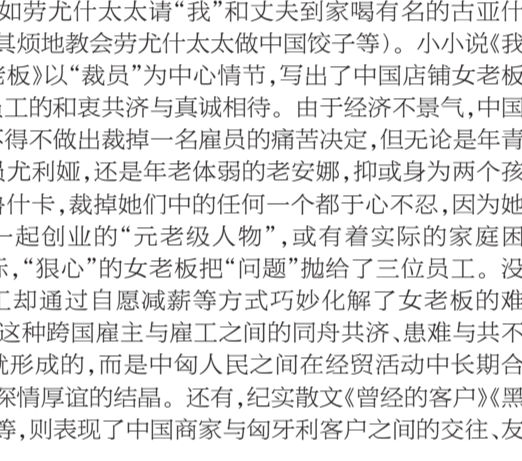 如劳尤什太太请“我”和丈夫到家喝有名的古亚什
其烦地教会劳尤什太太做中国饺子等）。小小说《我
老板》以“裁员”为中心情节，写出了中国店铺女老板
员工的和衷共济与真诚相待。由于经济不景气，中国
不得不做出裁掉一名雇员的痛苦决定，但无论是年青
员尤利娅，还是年老体弱的老安娜，抑或身为两个孩
鲁什卡，裁掉她们中的任何一个都于心不忍，因为她
一起创业的“元老级人物”，或有着实际的家庭困
际，“狠心”的女老板把“问题”抛给了三位员工。没
工却通过自愿减薪等方式巧妙化解了女老板的难
这种跨国雇主与雇工之间的同舟共济、患难与共不
就形成的，而是中匈人民之间在经贸活动中长期合
深情厚谊的结晶。还有，纪实散文《曾经的客户》《黑
等，则表现了中国商家与匈牙利客户之间的交往、友